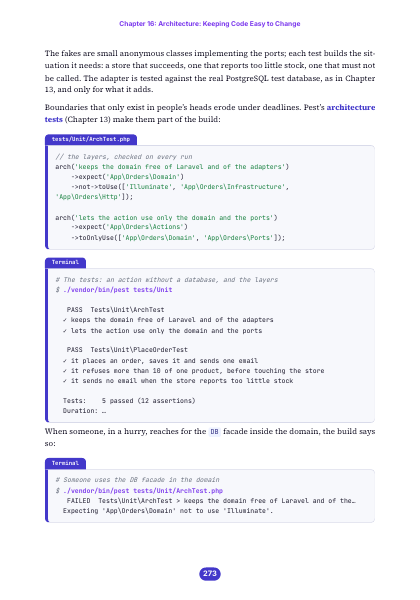 Chapter 16: Architecture: Keeping Code Easy to Change
The fakes are small anonymous classes implementing the ports; each test builds the sit-
uation it needs: a store that succeeds, one that reports too little stock, one that must not
be called. The adapter is tested against the real PostgreSQL test database, as in Chapter
13, and only for what it adds.
Boundaries that only exist in people's heads erode under deadlines. Pest's architecture
tests (Chapter 13) make them part of the build:
tests/Unit/ArchTest.php
// the layers, checked on every run
arch('keeps the domain free of Laravel and of the adapters')
    ->expect('App\Orders\Domain')
    ->not->toUse(['Illuminate', 'App\Orders\Infrastructure',
'App\Orders\Http']);
arch('lets the action use only the domain and the ports')
    ->expect('App\Orders\Actions')
    ->toOnlyUse(['App\Orders\Domain', 'App\Orders\Ports']);
Terminal
# The tests: an action without a database, and the layers
$ ./vendor/bin/pest tests/Unit
   PASS  Tests\Unit\ArchTest
  ✓ keeps the domain free of Laravel and of the adapters
  ✓ lets the action use only the domain and the ports
   PASS  Tests\Unit\PlaceOrderTest
  ✓ it places an order, saves it and sends one email
  ✓ it refuses more than 10 of one product, before touching the store
  ✓ it sends no email when the store reports too little stock
  Tests:    5 passed (12 assertions)
  Duration: …
When someone, in a hurry, reaches for the DB facade inside the domain, the build says
so:
Terminal
# Someone uses the DB facade in the domain
$ ./vendor/bin/pest tests/Unit/ArchTest.php
   FAILED  Tests\Unit\ArchTest > keeps the domain free of Laravel and of the…
  Expecting 'App\Orders\Domain' not to use 'Illuminate'.
273